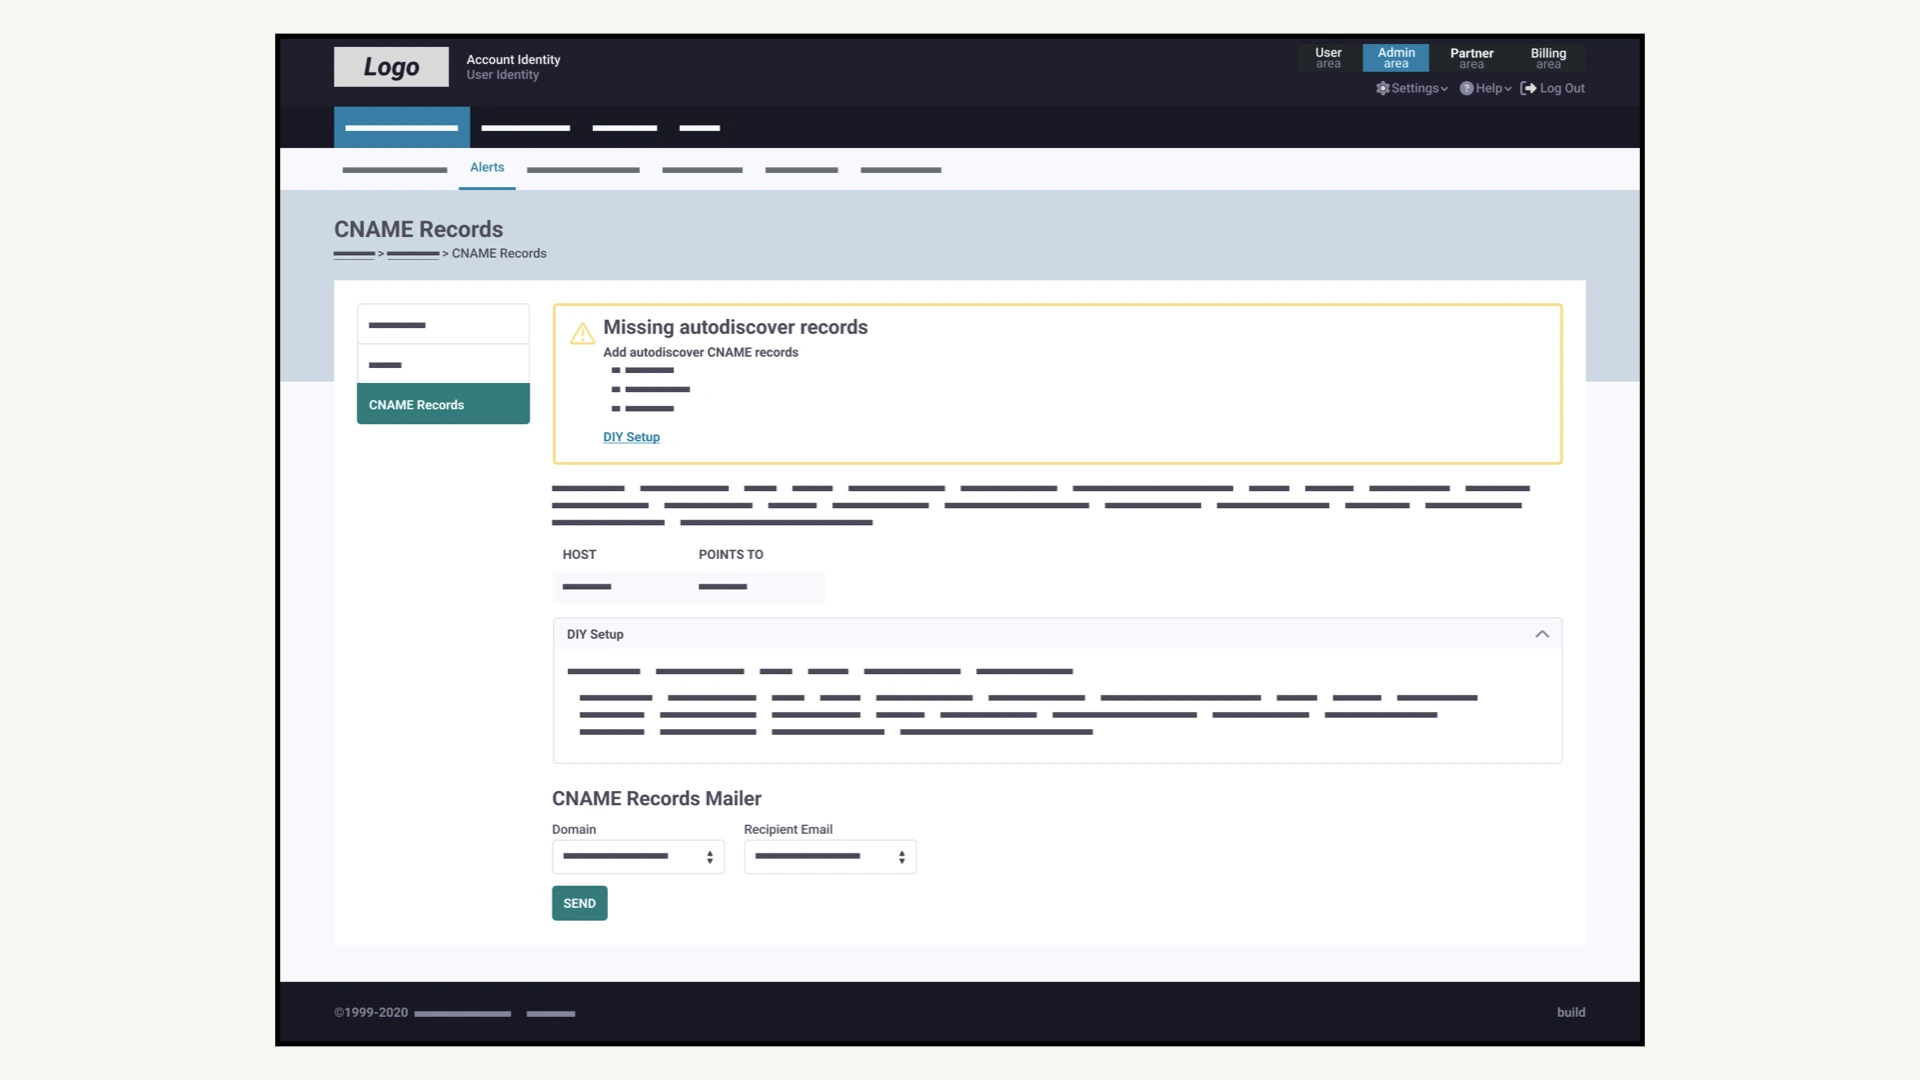 Logo
Account Identity
User Identity
User
area
Admin
area
Partner
area
Billing
area
Settings
Help
Log Out
Alerts
CNAME Records
> > CNAME Records
CNAME Records
Missing autodiscover records
Add autodiscover CNAME records
DIY Setup
HOST
POINTS TO
DIY Setup
CNAME Records Mailer
Domain
Recipient Email
SEND
©1999-2020
build